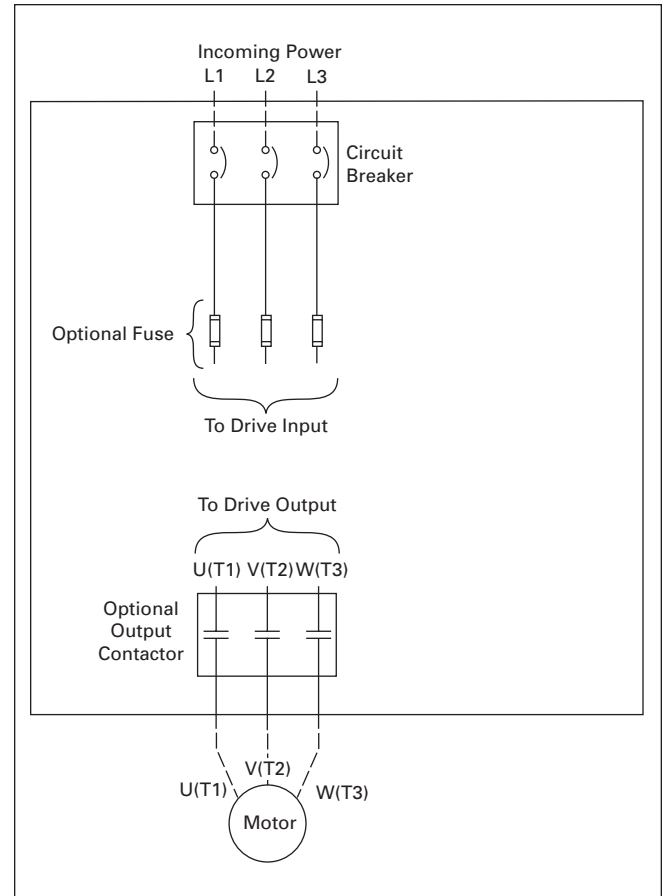 Incoming Power
L1 L2 L3
Circuit
Breaker
Optional Fuse
To Drive Input
To Drive Output
U(T1) V(T2) W(T3)
Optional
Output
Contactor
V(T2)
U(T1) W(T3)
Motor